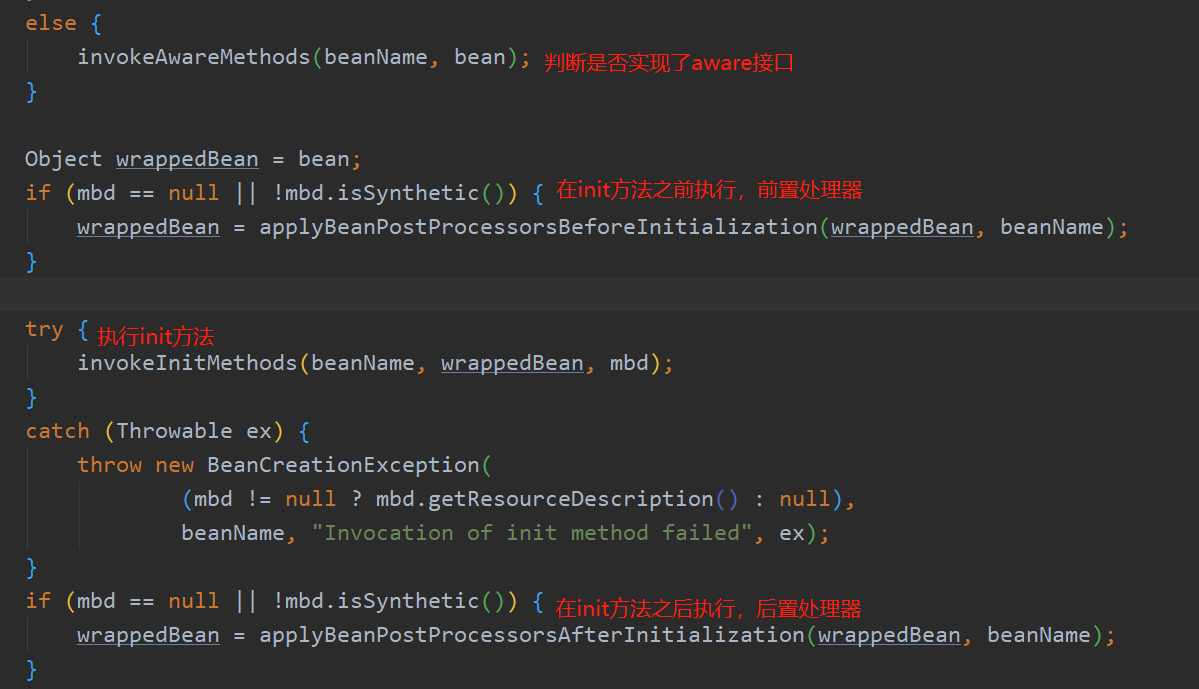 else {
invokeAwareMethods(beanName, bean); 判断是否实现了aware接口
}
Object wrappedBean = bean;
if (mbd == null || !mbd.isSynthetic()) { 在init方法之前执行，前置处理器
wrappedBean = applyBeanPostProcessorsBeforeInitialization(wrappedBean, beanName);
}
try { 执行init方法
invokeInitMethods(beanName, wrappedBean, mbd);
}
catch (Throwable ex) {
throw new BeanCreationException(
(mbd != null ? mbd.getResourceDescription() : null),
beanName, "Invocation of init method failed", ex);
}
if (mbd == null || !mbd.isSynthetic()) { 在init方法之后执行，后置处理器
wrappedBean = applyBeanPostProcessorsAfterInitialization(wrappedBean, beanName);
}